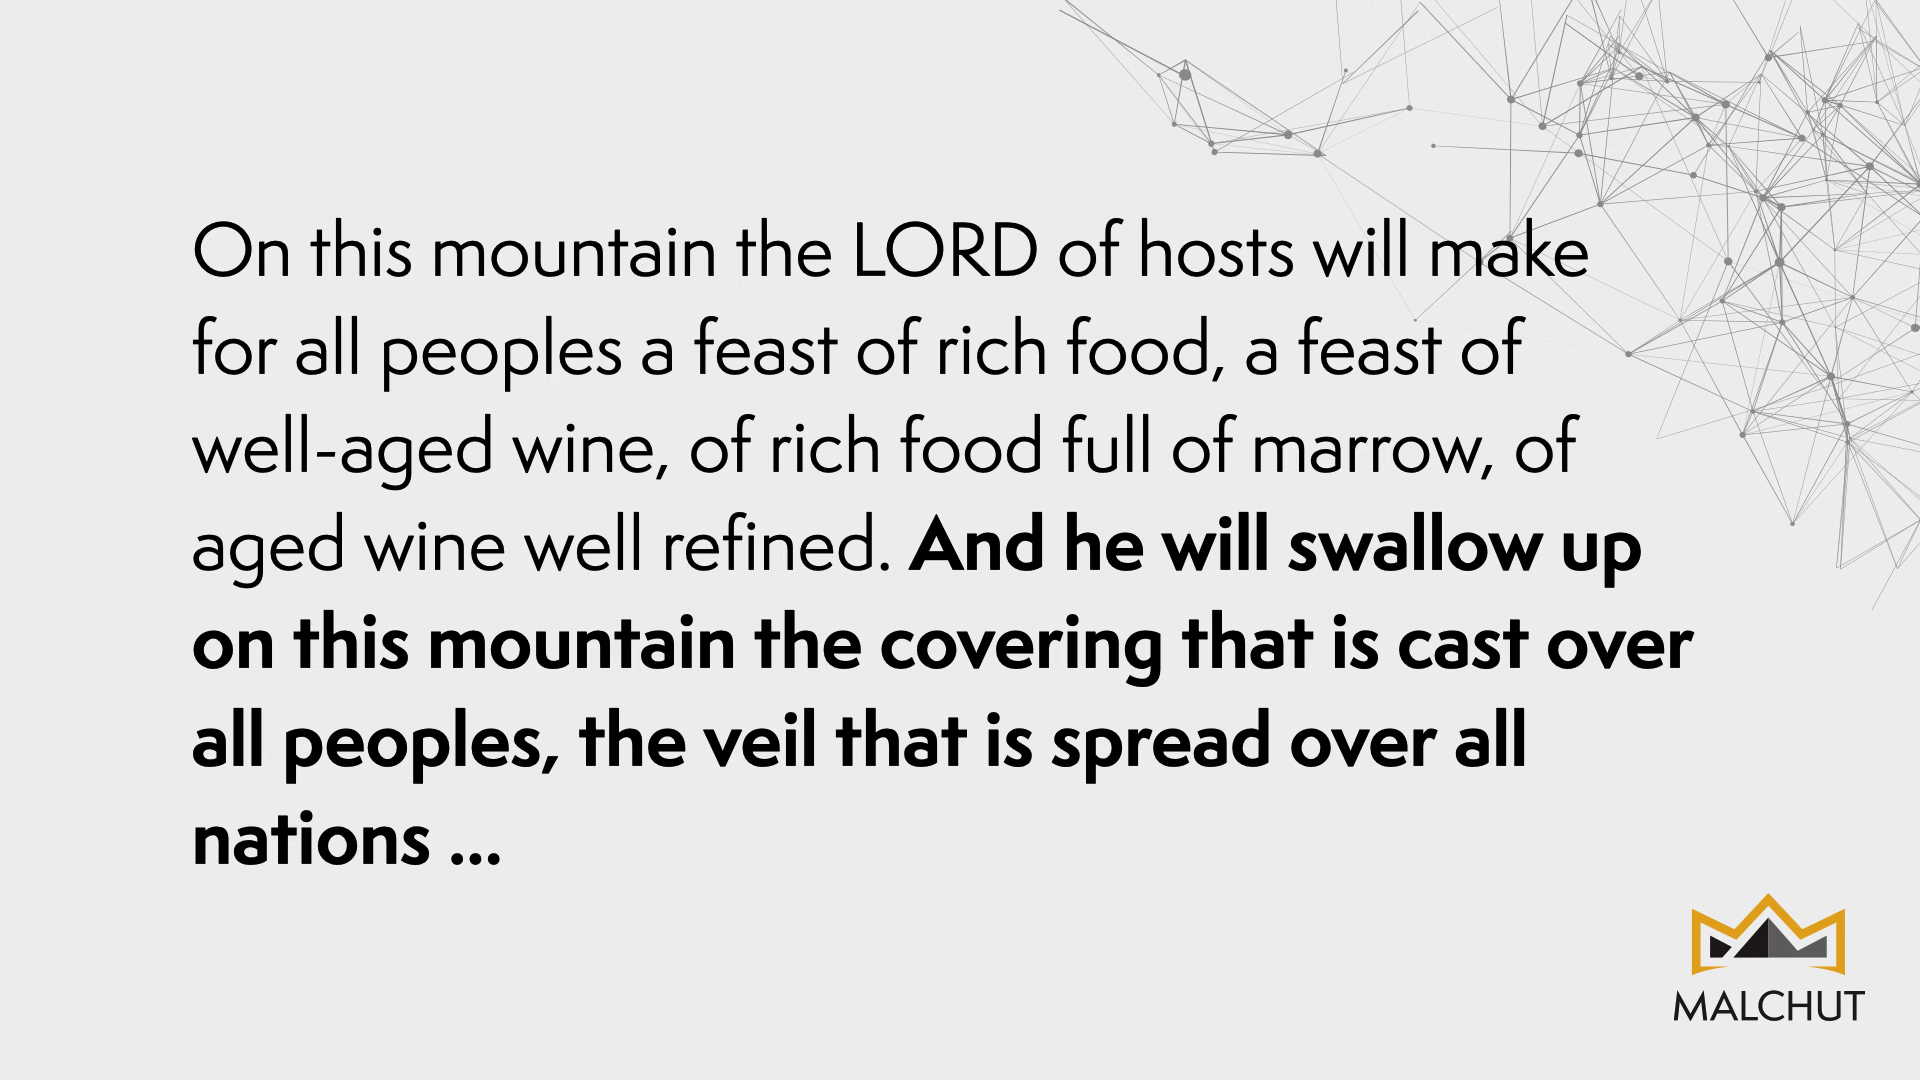 On this mountain the LORD of hosts will make
for all peoples a feast of rich food, a feast of
well-aged wine, of rich food full of marrow, of
aged wine well refined. And he will swallow up
on this mountain the covering that is cast over
all peoples, the veil that is spread over all
nations ...
MALCHUT